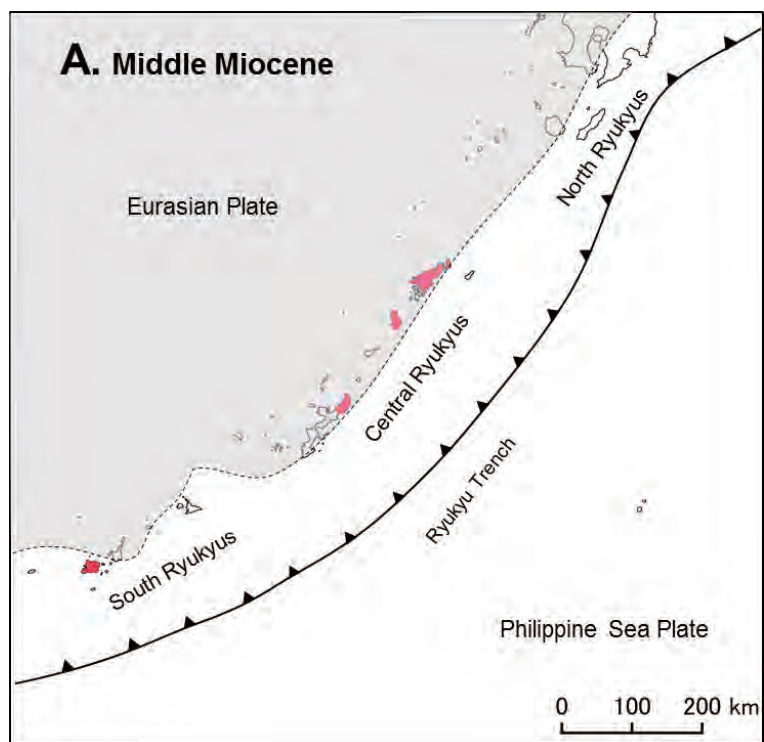 A. Middle Miocene
Eurasian Plate
North Ryukyus
Central Ryukyus
South Ryukyus
Ryukyu Trench
Philippine Sea Plate
0 100 200 km